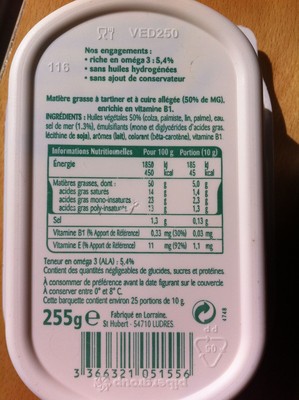 VED250
116
Nos engagements :
• riche en oméga 3 : 5,4%
• sans huiles hydrogénées
• sans ajout de conservateur
Matière grasse à tartiner et à cuire allégée (50% de MG),
enrichie en vitamine B1.
INGRÉDIENTS : Huiles végétales 50% (colza, palmiste, lin, palme), eau,
sel de mer (1.3%), émulsifiants (mono et diglycérides d'acides gras,
lécithine de soja), arômes (lait), colorant (bêta-carotène), vitamine B1
Informations Nutritionnelles Pour 100 g Portion (10 g)
Énergie 1850 kJ 185 kJ
450 kcal 45 kcal
Matières grasses, dont : 50 g 5,0 g
acides gras saturés 14 g 1,4 g
acides gras mono-insaturés 23 g 2,3 g
acides gras poly-insaturés 13 g 1,3 g
Sel 1,3 g 0,13 g
Vitamine B1 (% Apport de Référence) 0,33 mg (30%) 0,03 mg
Vitamine E (% Apport de Référence) 11 mg (92%) 1,1 mg
Teneur en oméga 3 (ALA) : 5,4%
Contient des quantités négligeables de glucides, sucres et protéines.
À consommer de préférence avant la date figurant sur le couvercle.
À conserver entre 0° et 8° C.
Cette barquette contient environ 25 portions de 10 g.
255g e
Fabriqué en Lorraine.
St Hubert - 54710 LUDRES
4748
PP
3 366321 051556